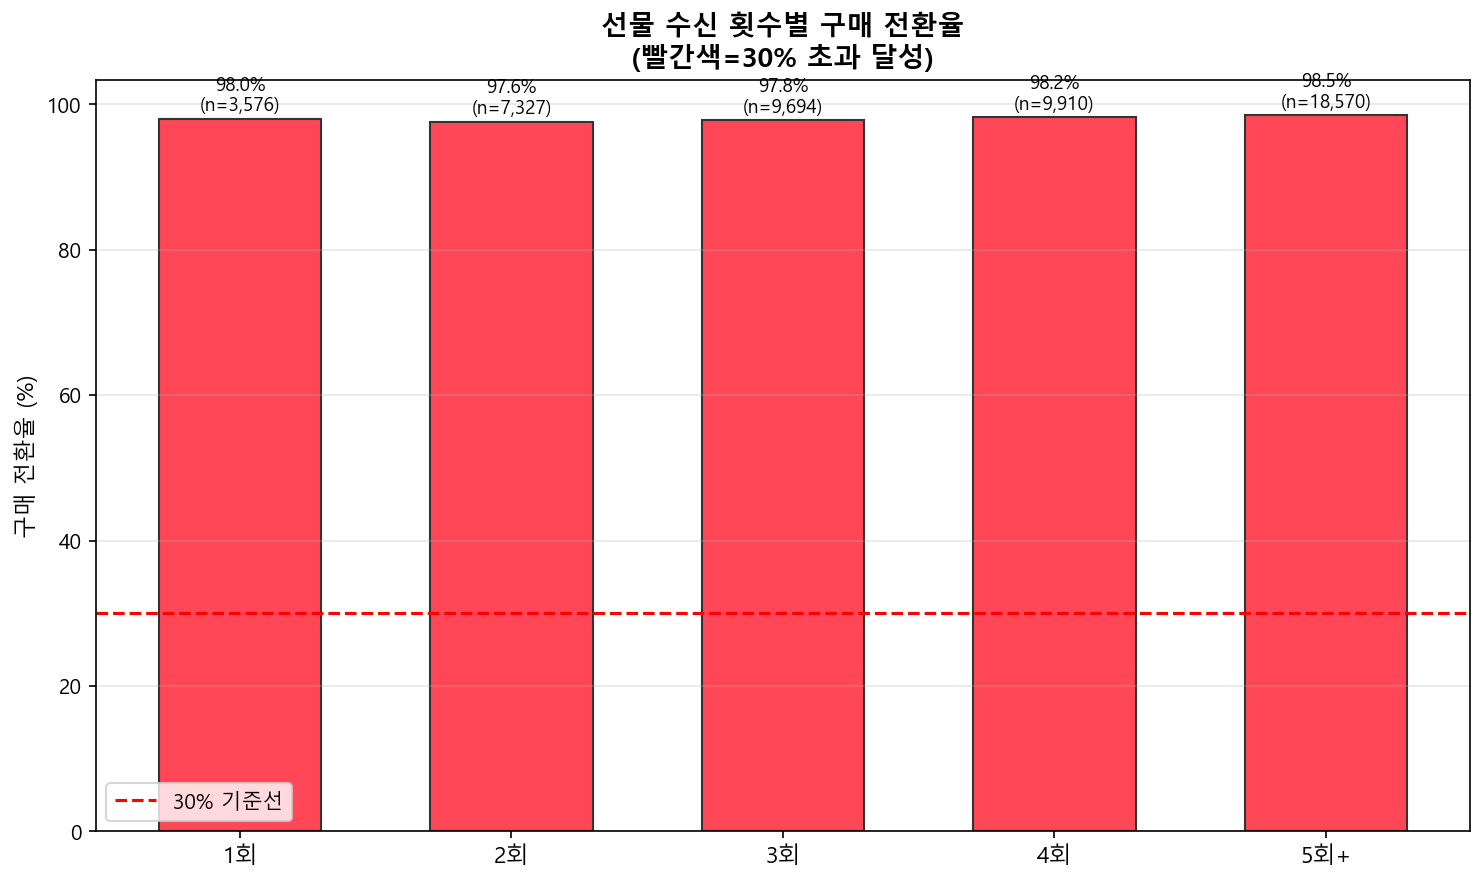 선물 수신 횟수별 구매 전환율
(빨간색=30% 초과 달성)
98.0%
(n=3,576)
97.6%
(n=7,327)
97.8%
(n=9,694)
98.2%
(n=9,910)
98.5%
(n=18,570)
구매 전환율 (%)
100
80
60
40
20
0
30% 기준선
1회
2회
3회
4회
5회+